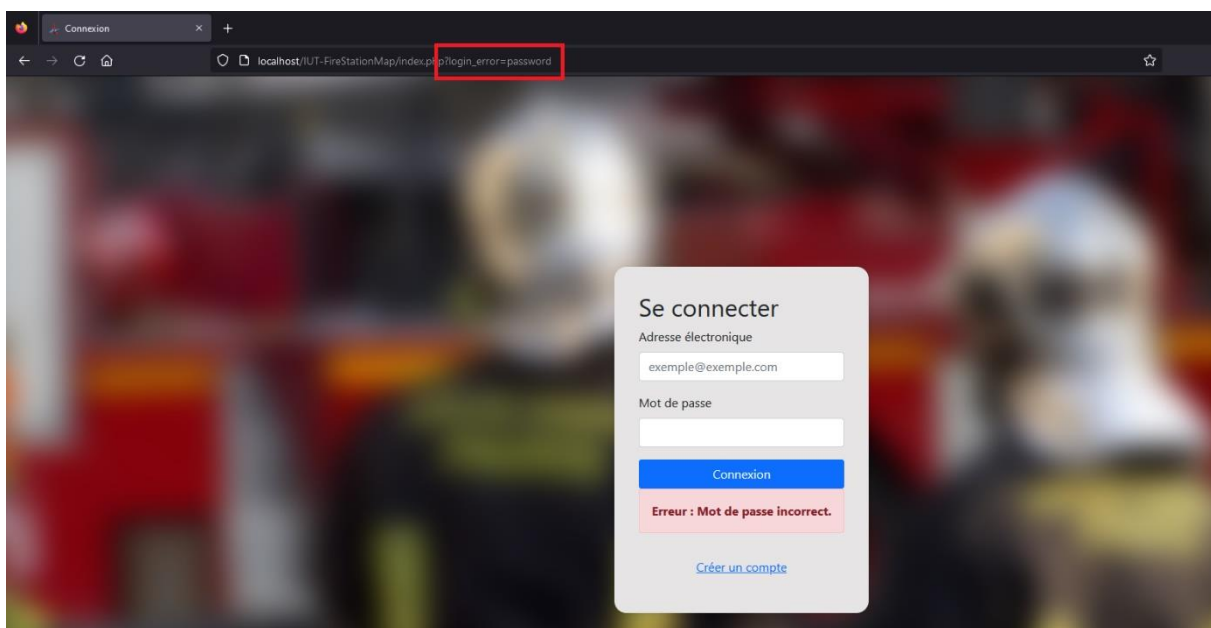 Connexion
localhost/IUT-FireStationMap/index.php?login_error=password
Se connecter
Adresse électronique
exemple@exemple.com
Mot de passe
Connexion
Erreur : Mot de passe incorrect.
Créer un compte